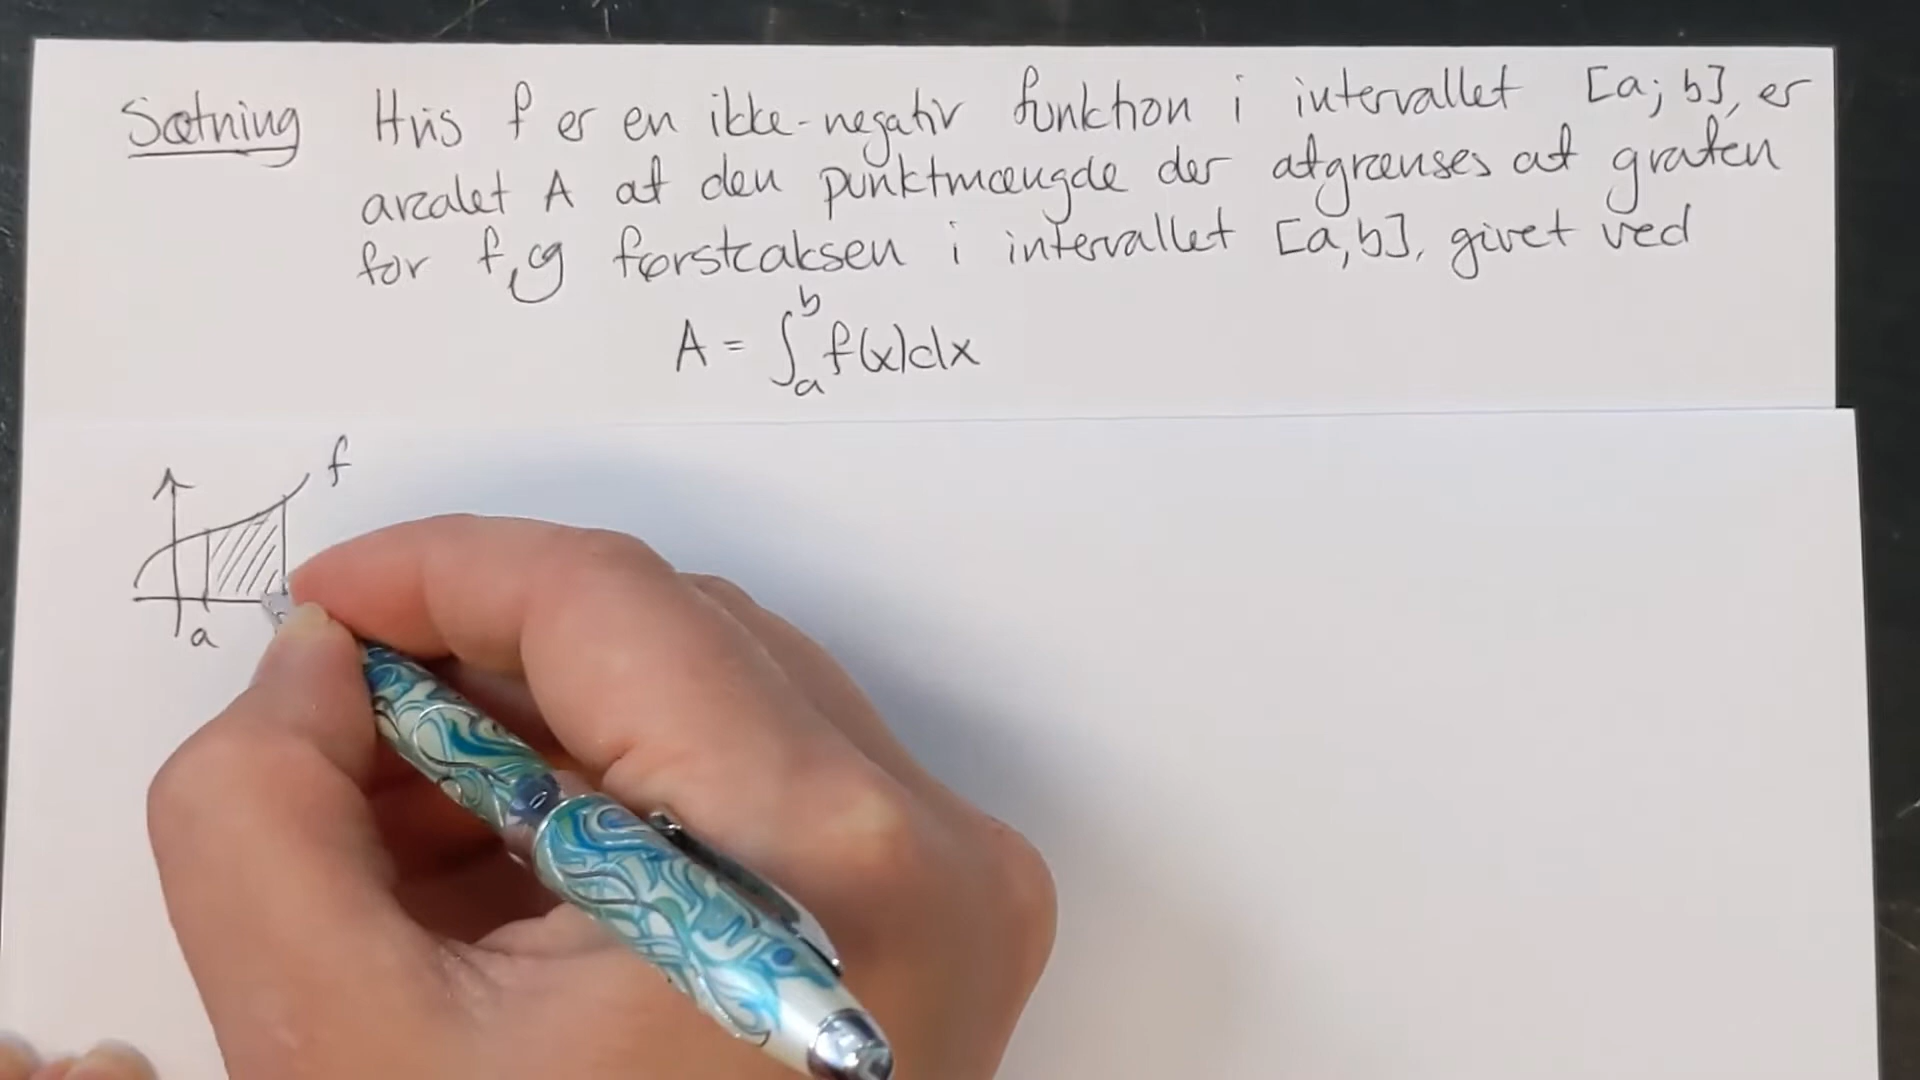 Sætning Hvis f er en ikke-negativ funktion i intervallet [a; b], er
arealet A af den punktmængde der afgrænses af grafen
for f, og førsteaksen i intervallet [a,b], givet ved
A = ∫_a^b f(x)dx
f
a